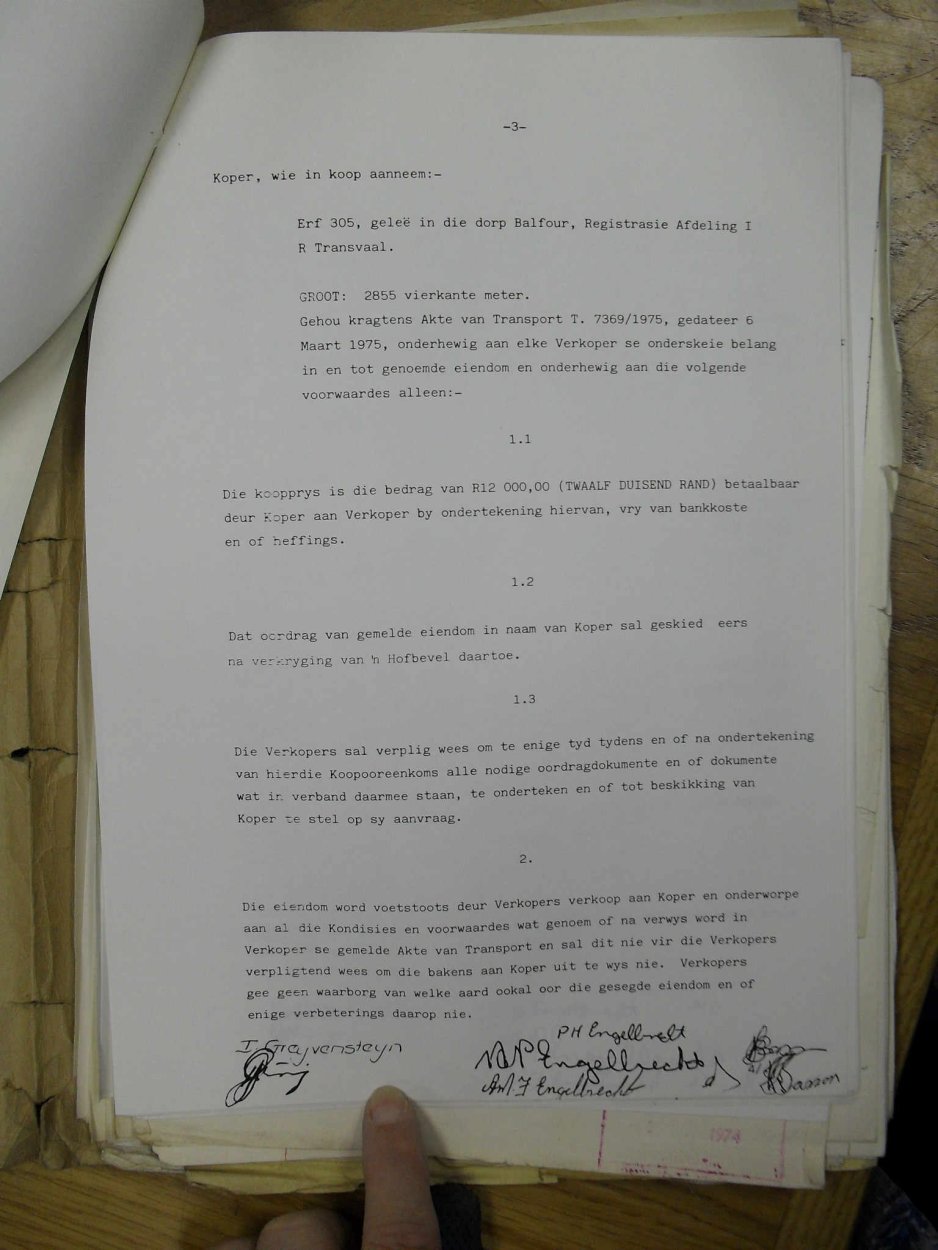 -3-
Koper, wie in koop aanneem:-
Erf 305, geleë in die dorp Balfour, Registrasie Afdeling I
R Transvaal.
GROOT: 2855 vierkante meter.
Gehou kragtens Akte van Transport T. 7369/1975, gedateer 6
Maart 1975, onderhewig aan elke Verkoper se onderskeie belang
in en tot genoemde eiendom en onderhewig aan die volgende
voorwaardes alleen:-
1.1
Die koopprys is die bedrag van R12 000,00 (TWAALF DUISEND RAND) betaalbaar
deur Koper aan Verkoper by ondertekening hiervan, vry van bankkoste
en of heffings.
1.2
Dat oordrag van gemelde eiendom in naam van Koper sal geskied eers
na verkryging van 'n Hofbevel daartoe.
1.3
Die Verkopers sal verplig wees om te enige tyd tydens en of na ondertekening
van hierdie Koopooreenkoms alle nodige oordragdokumente en of dokumente
wat in verband daarmee staan, te onderteken en of tot beskikking van
Koper te stel op sy aanvraag.
2.
Die eiendom word voetstoots deur Verkopers verkoop aan Koper en onderworpe
aan al die Kondisies en voorwaardes wat genoem of na verwys word in
Verkoper se gemelde Akte van Transport en sal dit nie vir die Verkopers
verpligtend wees om die bakens aan Koper uit te wys nie. Verkopers
gee geen waarborg van welke aard ookal oor die gesegde eiendom en of
enige verbeterings daarop nie.
PH Engelbrecht
I Greyvensteyn
Engelbrecht
Engelbrecht
Basson
1974